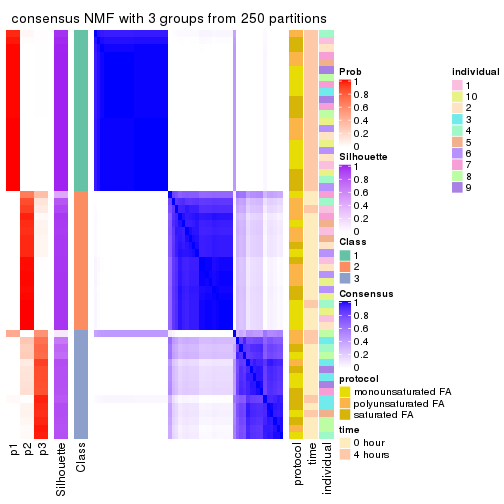 consensus NMF with 3 groups from 250 partitions
Prob
1
0.8
0.6
0.4
0.2
0
Silhouette
1
0.8
0.6
0.4
0.2
0
Class
1
2
3
Consensus
1
0.8
0.6
0.4
0.2
0
protocol
monounsaturated FA
polyunsaturated FA
saturated FA
time
0 hour
4 hours
individual
1
10
2
3
4
5
6
7
8
9
p1
p2
p3
Silhouette
Class
protocol
time
individual